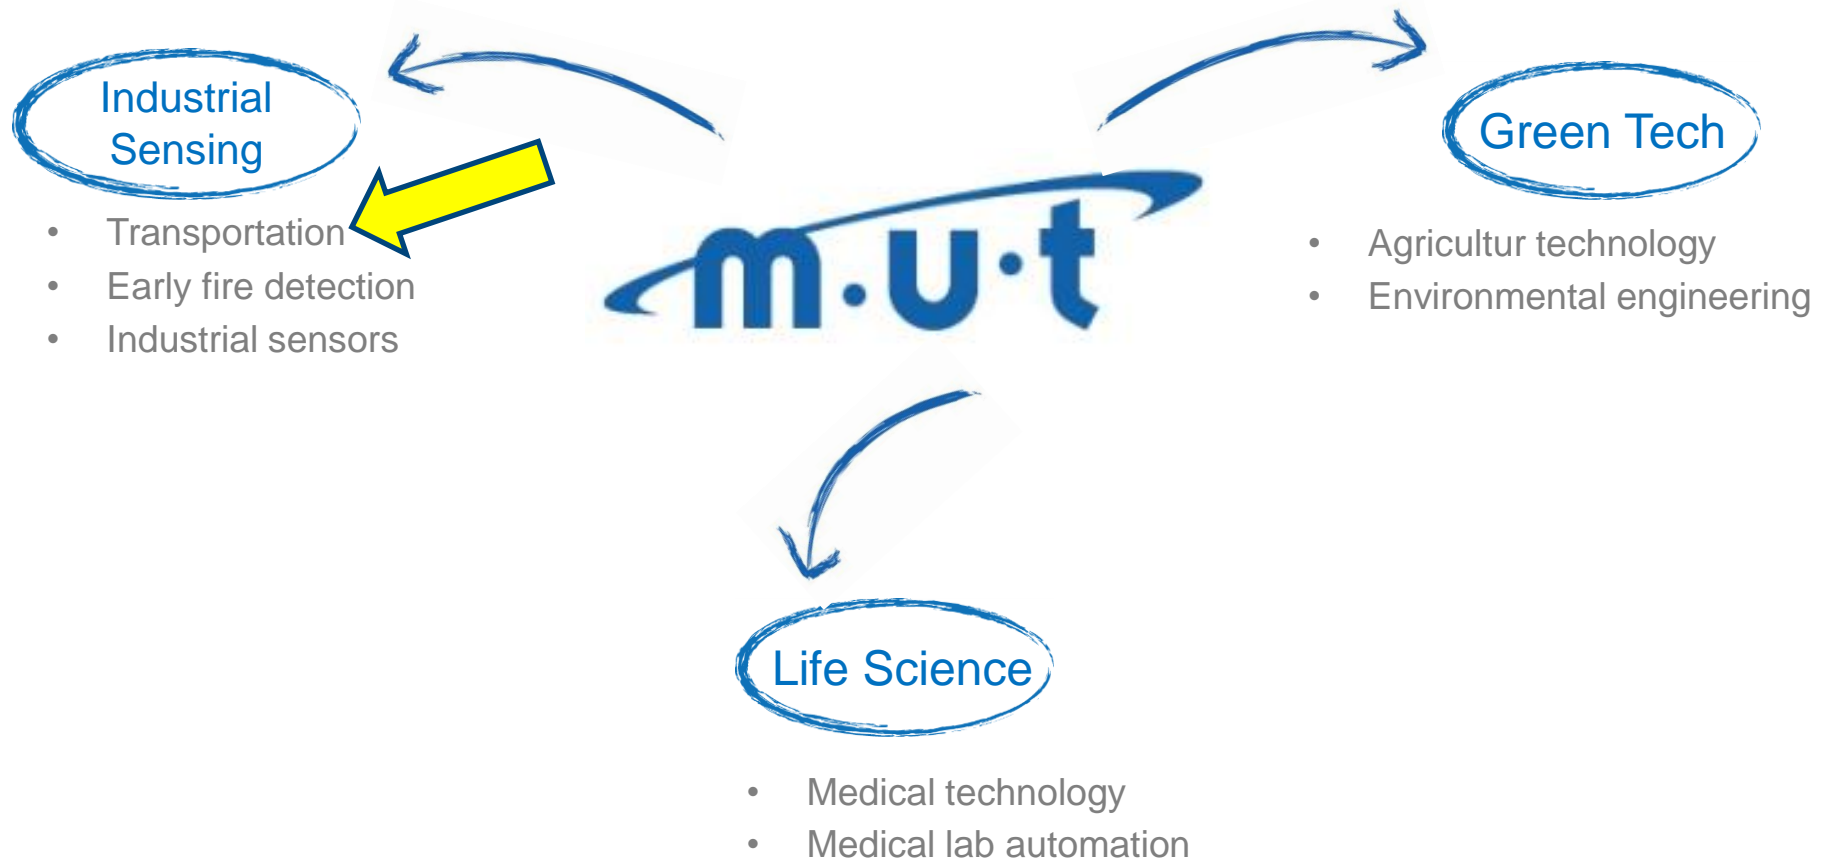 Industrial
Sensing
• Transportation
• Early fire detection
• Industrial sensors
m·u·t
Green Tech
• Agricultur technology
• Environmental engineering
Life Science
• Medical technology
• Medical lab automation